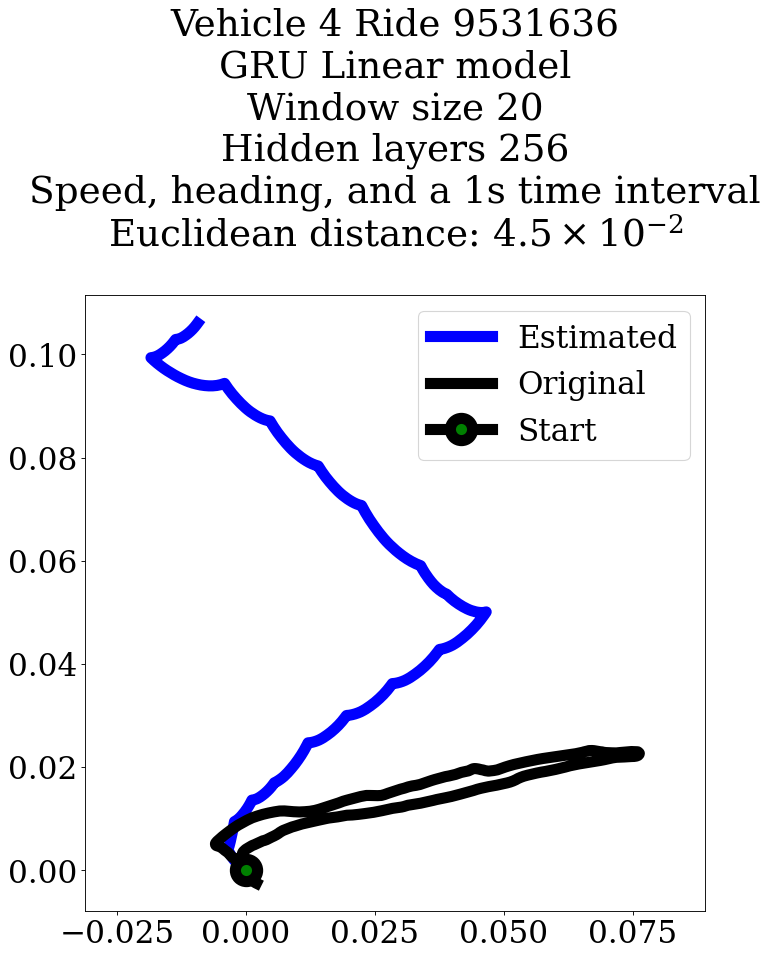 Vehicle 4 Ride 9531636
GRU Linear model
Window size 20
Hidden layers 256
Speed, heading, and a 1s time interval
Euclidean distance: 4.5 × 10⁻²
Estimated
Original
Start
0.10
0.08
0.06
0.04
0.02
0.00
−0.025 0.000 0.025 0.050 0.075